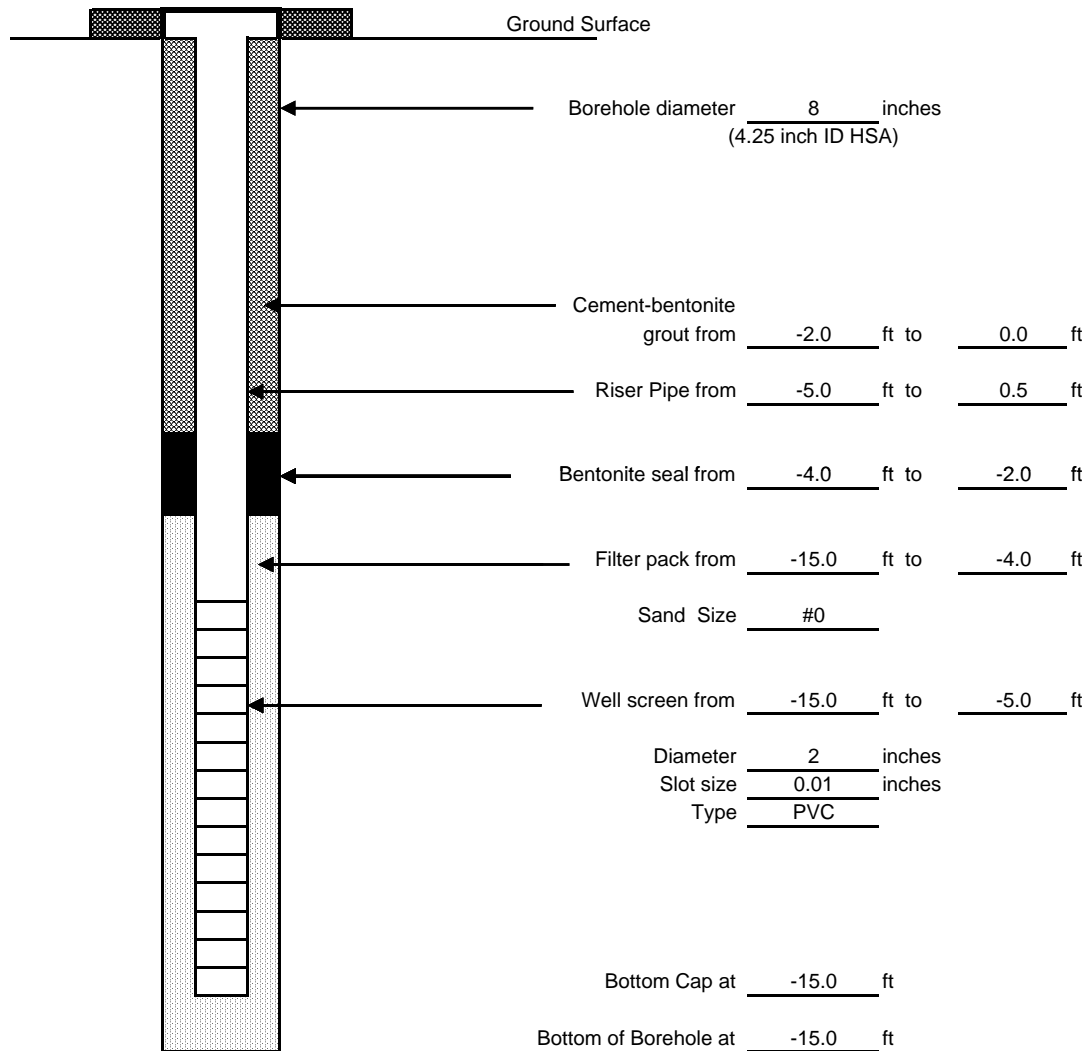 Ground Surface
Borehole diameter 8 inches
(4.25 inch ID HSA)
Cement-bentonite
grout from -2.0 ft to 0.0 ft
Riser Pipe from -5.0 ft to 0.5 ft
Bentonite seal from -4.0 ft to -2.0 ft
Filter pack from -15.0 ft to -4.0 ft
Sand Size #0
Well screen from -15.0 ft to -5.0 ft
Diameter 2 inches
Slot size 0.01 inches
Type PVC
Bottom Cap at -15.0 ft
Bottom of Borehole at -15.0 ft